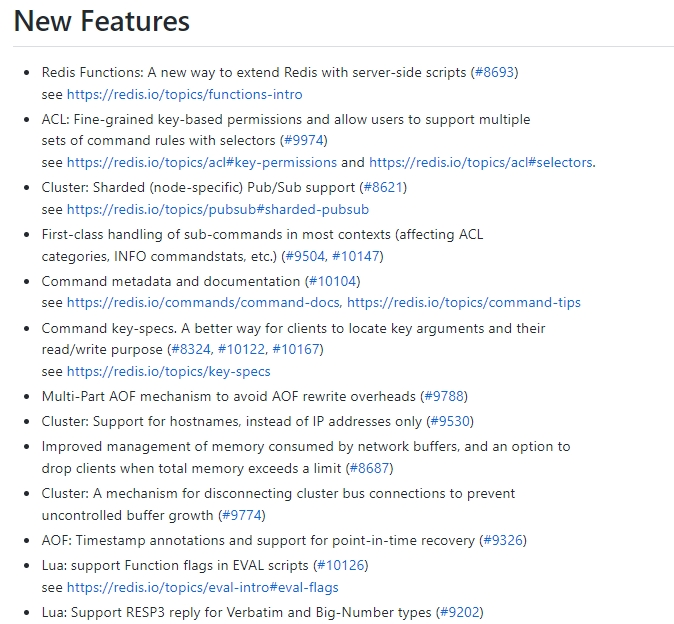 New Features
Redis Functions: A new way to extend Redis with server-side scripts (#8693)
see https://redis.io/topics/functions-intro
ACL: Fine-grained key-based permissions and allow users to support multiple
sets of command rules with selectors (#9974)
see https://redis.io/topics/acl#key-permissions and https://redis.io/topics/acl#selectors.
Cluster: Sharded (node-specific) Pub/Sub support (#8621)
see https://redis.io/topics/pubsub#sharded-pubsub
First-class handling of sub-commands in most contexts (affecting ACL
categories, INFO commandstats, etc.) (#9504, #10147)
Command metadata and documentation (#10104)
see https://redis.io/commands/command-docs, https://redis.io/topics/command-tips
Command key-specs. A better way for clients to locate key arguments and their
read/write purpose (#8324, #10122, #10167)
see https://redis.io/topics/key-specs
Multi-Part AOF mechanism to avoid AOF rewrite overheads (#9788)
Cluster: Support for hostnames, instead of IP addresses only (#9530)
Improved management of memory consumed by network buffers, and an option to
drop clients when total memory exceeds a limit (#8687)
Cluster: A mechanism for disconnecting cluster bus connections to prevent
uncontrolled buffer growth (#9774)
AOF: Timestamp annotations and support for point-in-time recovery (#9326)
Lua: support Function flags in EVAL scripts (#10126)
see https://redis.io/topics/eval-intro#eval-flags
Lua: Support RESP3 reply for Verbatim and Big-Number types (#9202)